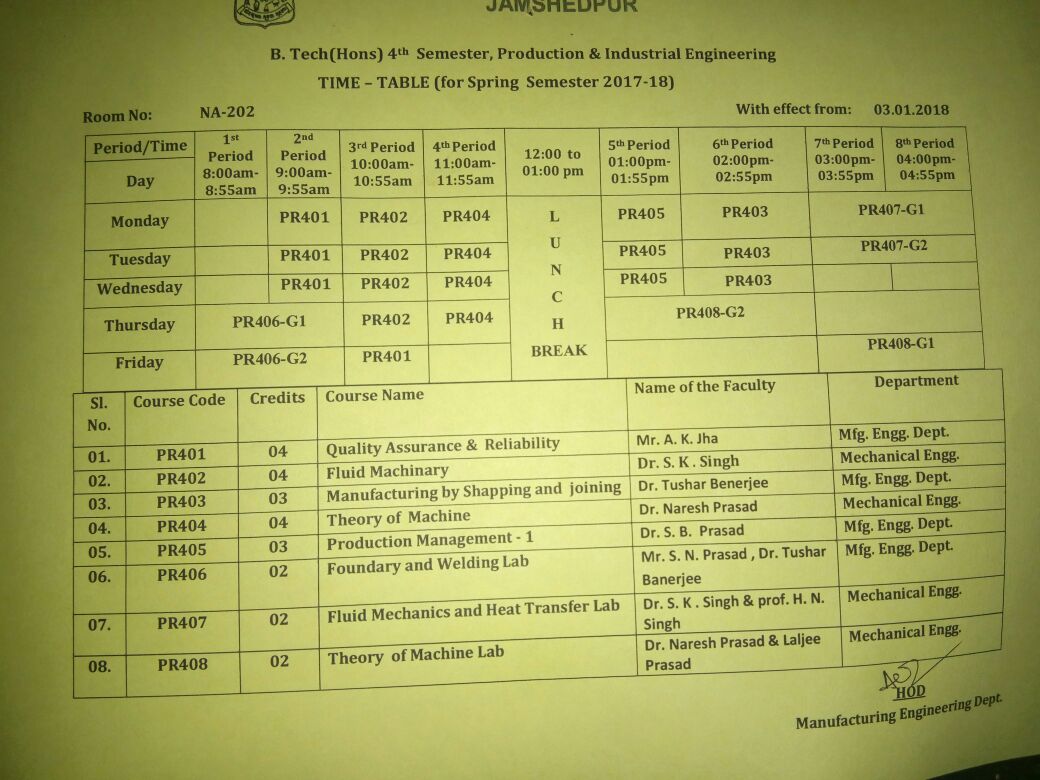 JAMSHEDPUR
B. Tech(Hons) 4th Semester, Production & Industrial Engineering
TIME – TABLE (for Spring Semester 2017-18)
Room No: NA-202 With effect from: 03.01.2018
Period/Time 1st Period 8:00am-8:55am 2nd Period 9:00am-9:55am 3rd Period 10:00am-10:55am 4th Period 11:00am-11:55am 12:00 to 01:00 pm 5th Period 01:00pm-01:55pm 6th Period 02:00pm-02:55pm 7th Period 03:00pm-03:55pm 8th Period 04:00pm-04:55pm
Day
Monday PR401 PR402 PR404 L PR405 PR403 PR407-G1
Tuesday PR401 PR402 PR404 U PR405 PR403 PR407-G2
Wednesday PR401 PR402 PR404 N PR405 PR403
C
Thursday PR406-G1 PR402 PR404 H PR408-G2
Friday PR406-G2 PR401 BREAK PR408-G1
Sl. No. Course Code Credits Course Name Name of the Faculty Department
01. PR401 04 Quality Assurance & Reliability Mr. A. K. Jha Mfg. Engg. Dept.
02. PR402 04 Fluid Machinary Dr. S. K . Singh Mechanical Engg.
03. PR403 03 Manufacturing by Shapping and joining Dr. Tushar Benerjee Mfg. Engg. Dept.
04. PR404 04 Theory of Machine Dr. Naresh Prasad Mechanical Engg.
05. PR405 03 Production Management - 1 Dr. S. B. Prasad Mfg. Engg. Dept.
06. PR406 02 Foundary and Welding Lab Mr. S. N. Prasad , Dr. Tushar Banerjee Mfg. Engg. Dept.
07. PR407 02 Fluid Mechanics and Heat Transfer Lab Dr. S. K . Singh & prof. H. N. Singh Mechanical Engg.
08. PR408 02 Theory of Machine Lab Dr. Naresh Prasad & Laljee Prasad Mechanical Engg.
HOD
Manufacturing Engineering Dept.